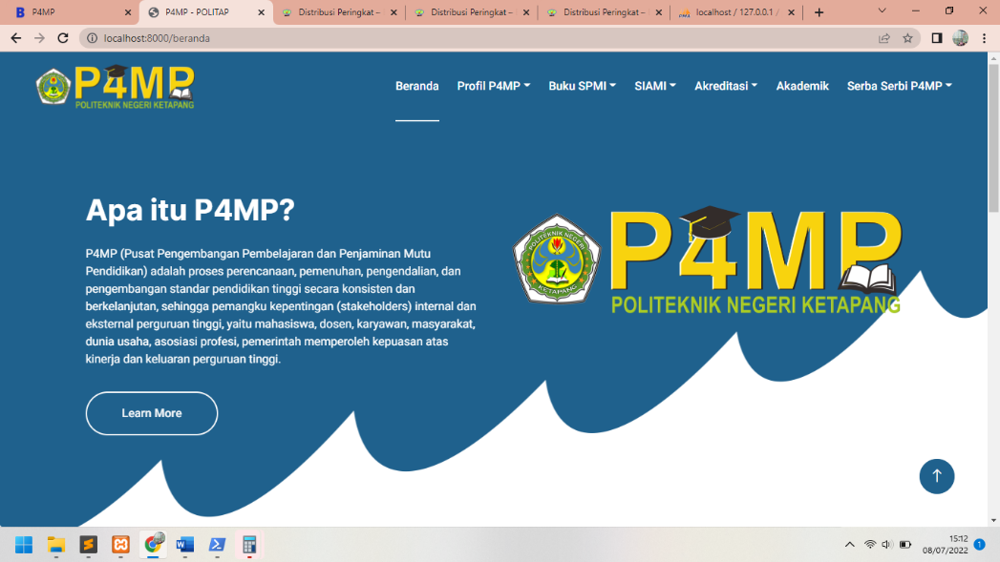 P4MP
P4MP - POLITAP
Distribusi Peringkat –
Distribusi Peringkat –
Distribusi Peringkat –
localhost / 127.0.0.1 /
localhost:8000/beranda
P4MP
POLITEKNIK NEGERI KETAPANG
Beranda
Profil P4MP
Buku SPMI
SIAMI
Akreditasi
Akademik
Serba Serbi P4MP
Apa itu P4MP?
P4MP (Pusat Pengembangan Pembelajaran dan Penjaminan Mutu
Pendidikan) adalah proses perencanaan, pemenuhan, pengendalian, dan
pengembangan standar pendidikan tinggi secara konsisten dan
berkelanjutan, sehingga pemangku kepentingan (stakeholders) internal dan
eksternal perguruan tinggi, yaitu mahasiswa, dosen, karyawan, masyarakat,
dunia usaha, asosiasi profesi, pemerintah memperoleh kepuasan atas
kinerja dan keluaran perguruan tinggi.
Learn More
POLITEKNIK NEGERI
KETAPANG
P4MP
POLITEKNIK NEGERI KETAPANG
15:12
08/07/2022
1